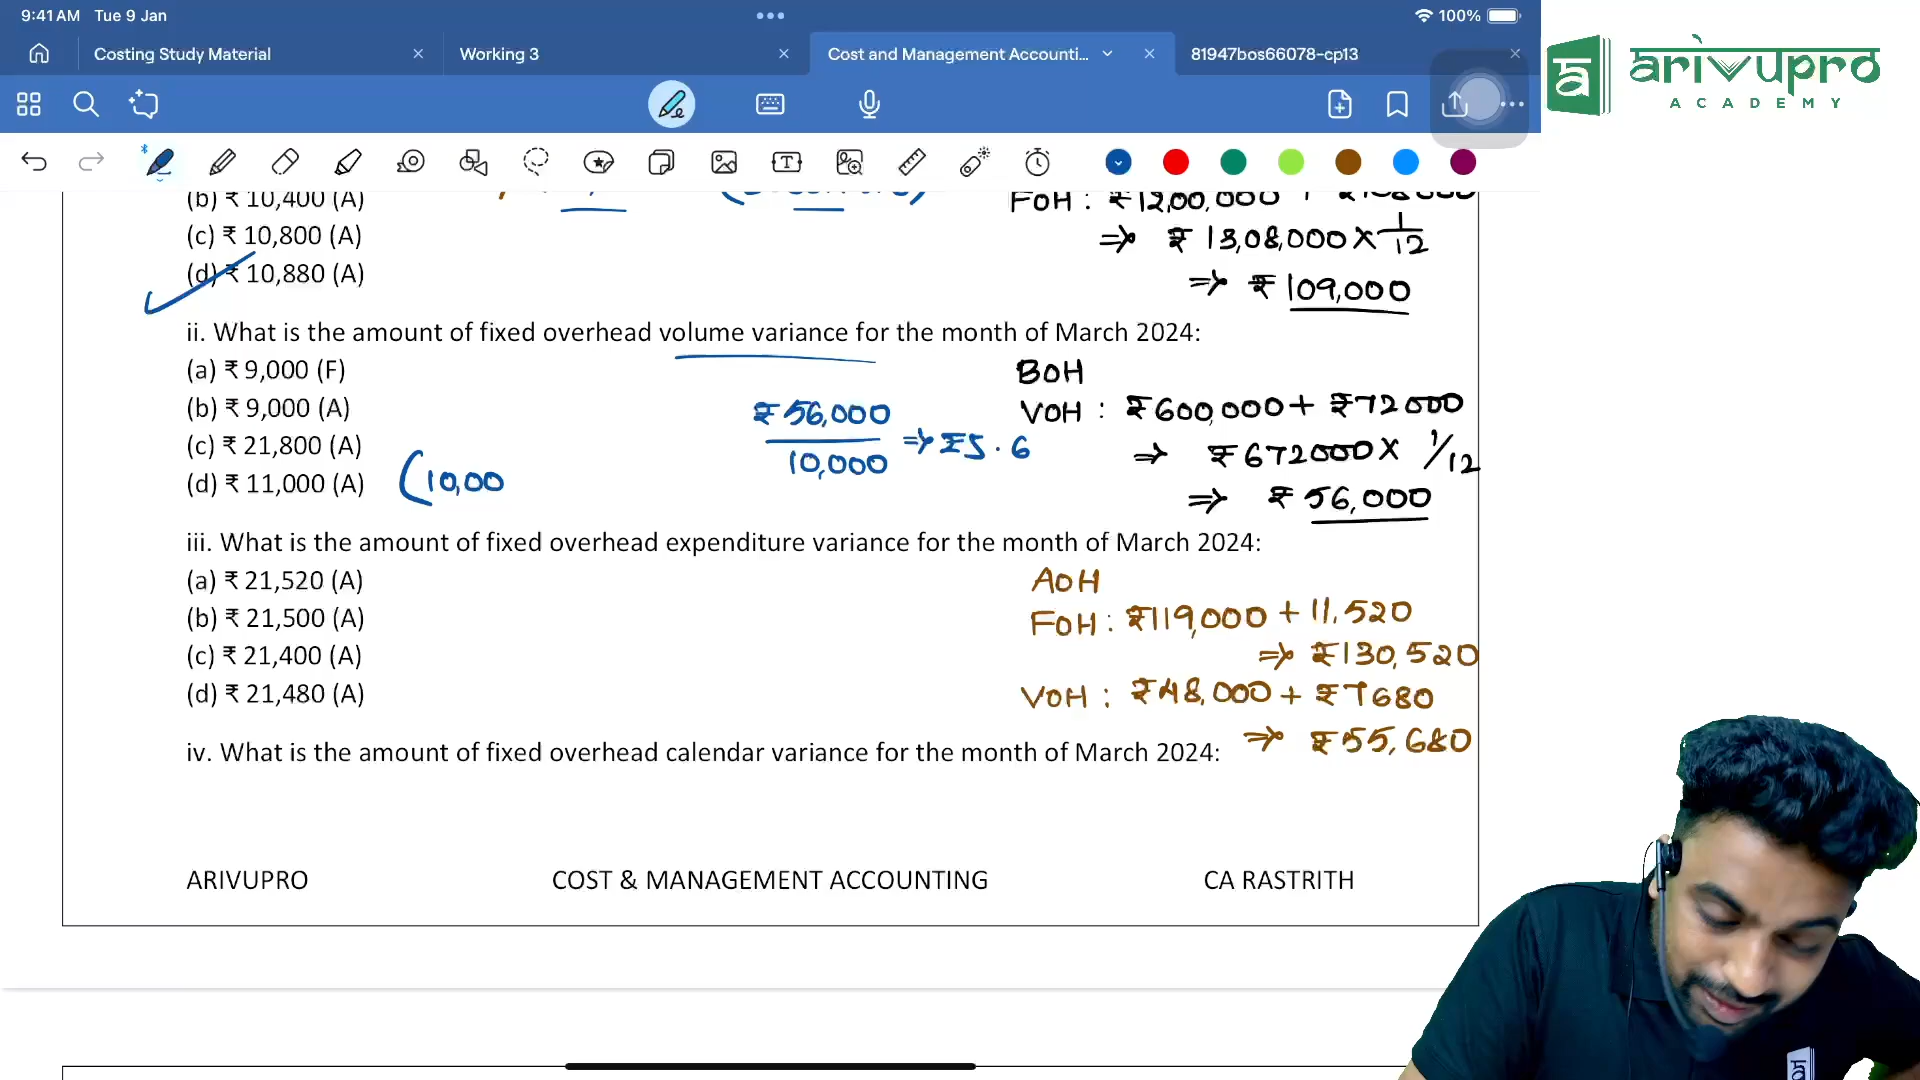 9:41 AM Tue 9 Jan
100%
Costing Study Material
Working 3
Cost and Management Accounti...
81947bos66078-cp13
arivupro
ACADEMY
(b) ₹ 10,400 (A)
FOH : ₹12,00,000 +
(c) ₹ 10,800 (A)
⇒ ₹ 13,08,000 × 1/12
(d) ₹ 10,880 (A)
⇒ ₹ 109,000
ii. What is the amount of fixed overhead volume variance for the month of March 2024:
(a) ₹ 9,000 (F)
BOH
(b) ₹ 9,000 (A)
₹56,000
10,000
⇒ ₹5.6
VOH : ₹600,000 + ₹72000
(c) ₹ 21,800 (A)
⇒ ₹672000 × 1/12
(d) ₹ 11,000 (A)
(10,00
⇒ ₹ 56,000
iii. What is the amount of fixed overhead expenditure variance for the month of March 2024:
(a) ₹ 21,520 (A)
AOH
(b) ₹ 21,500 (A)
FOH : ₹119,000 + 11,520
(c) ₹ 21,400 (A)
⇒ ₹130,520
(d) ₹ 21,480 (A)
VOH : ₹48,000 + ₹7680
⇒ ₹55,680
iv. What is the amount of fixed overhead calendar variance for the month of March 2024:
ARIVUPRO
COST & MANAGEMENT ACCOUNTING
CA RASTRITH